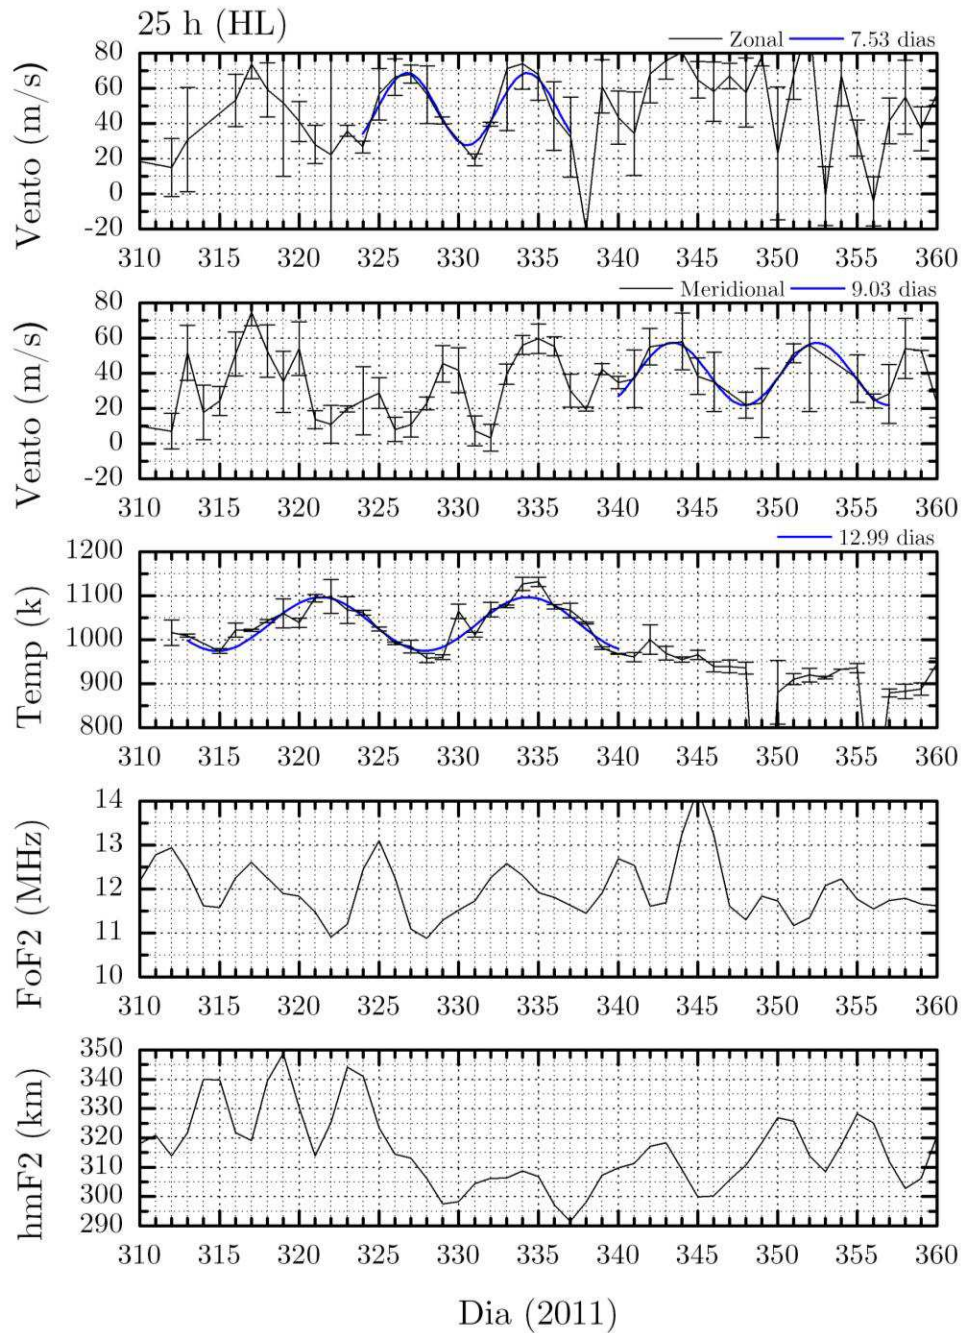 25 h (HL)
Zonal 7.53 dias
80
60
40
20
0
-20
Vento (m/s)
310 315 320 325 330 335 340 345 350 355 360
Meridional 9.03 dias
80
60
40
20
0
-20
Vento (m/s)
310 315 320 325 330 335 340 345 350 355 360
12.99 dias
1200
1100
1000
900
800
Temp (k)
310 315 320 325 330 335 340 345 350 355 360
14
13
12
11
10
FoF2 (MHz)
310 315 320 325 330 335 340 345 350 355 360
350
340
330
320
310
300
290
hmF2 (km)
310 315 320 325 330 335 340 345 350 355 360
Dia (2011)